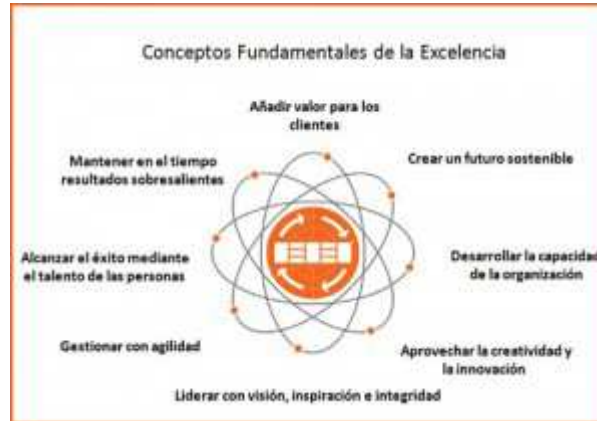 Conceptos Fundamentales de la Excelencia
Añadir valor para los
clientes
Mantener en el tiempo
resultados sobresalientes
Crear un futuro sostenible
Alcanzar el éxito mediante
el talento de las personas
Desarrollar la capacidad
de la organización
Gestionar con agilidad
Aprovechar la creatividad y
la innovación
Liderar con visión, inspiración e integridad